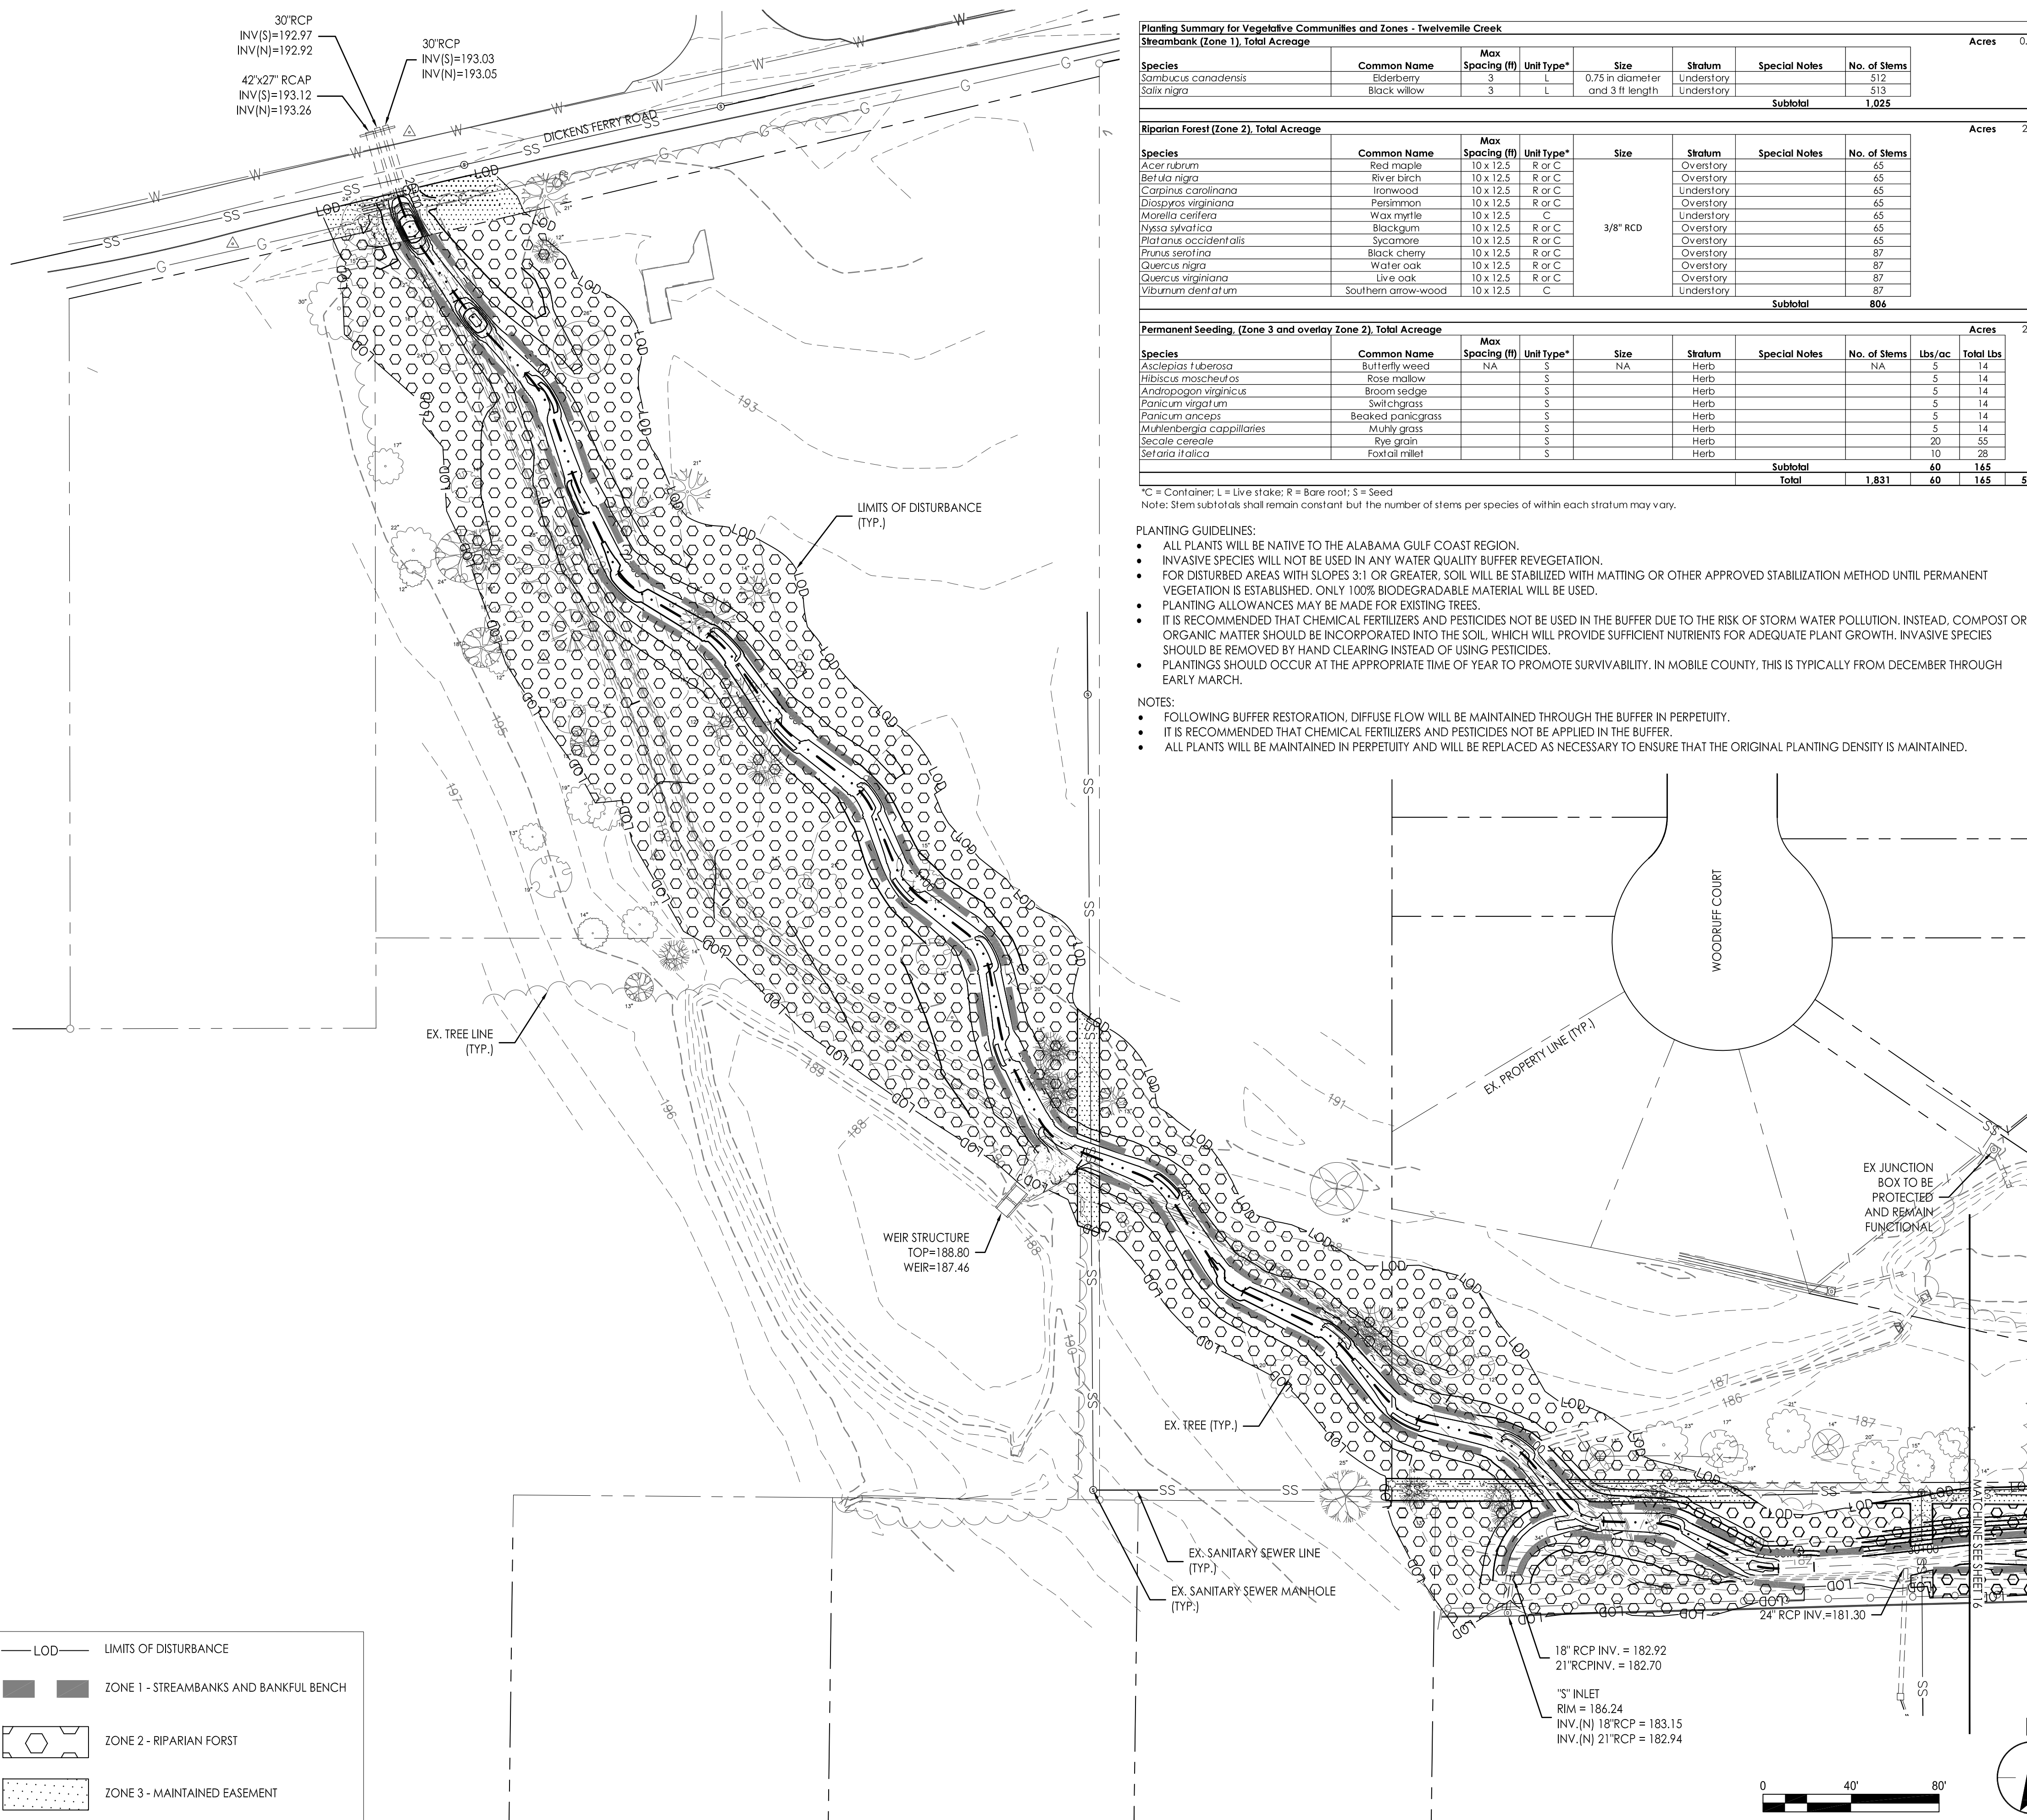 30"RCP
INV(S)=192.97
INV(N)=192.92
42"x27" RCAP
INV(S)=193.12
INV(N)=193.26
30"RCP
INV(S)=193.03
INV(N)=193.05
DICKENS FERRY ROAD
Planting Summary for Vegetative Communities and Zones - Twelvemile Creek
Streambank (Zone 1), Total Acreage Acres
Species Common Name Max Spacing (ft) Unit Type* Size Stratum Special Notes No. of Stems
Sambucus canadensis Elderberry 3 L 0.75 in diameter Understory 512
Salix nigra Black willow 3 L and 3 ft length Understory 513
Subtotal 1,025
Riparian Forest (Zone 2), Total Acreage Acres
Species Common Name Max Spacing (ft) Unit Type* Size Stratum Special Notes No. of Stems
Acer rubrum Red maple 10 x 12.5 R or C Overstory 65
Betula nigra River birch 10 x 12.5 R or C Overstory 65
Carpinus carolinana Ironwood 10 x 12.5 R or C Understory 65
Diospyros virginiana Persimmon 10 x 12.5 R or C Overstory 65
Morella cerifera Wax myrtle 10 x 12.5 C Understory 65
Nyssa sylvatica Blackgum 10 x 12.5 R or C 3/8" RCD Overstory 65
Platanus occidentalis Sycamore 10 x 12.5 R or C Overstory 65
Prunus serotina Black cherry 10 x 12.5 R or C Overstory 87
Quercus nigra Water oak 10 x 12.5 R or C Overstory 87
Quercus virginiana Live oak 10 x 12.5 R or C Overstory 87
Viburnum dentatum Southern arrow-wood 10 x 12.5 C Understory 87
Subtotal 806
Permanent Seeding, (Zone 3 and overlay Zone 2), Total Acreage Acres
Species Common Name Max Spacing (ft) Unit Type* Size Stratum Special Notes No. of Stems Lbs/ac Total Lbs
Asclepias tuberosa Butterfly weed NA S NA Herb NA 5 14
Hibiscus moscheutos Rose mallow S Herb 5 14
Andropogon virginicus Broom sedge S Herb 5 14
Panicum virgatum Switchgrass S Herb 5 14
Panicum anceps Beaked panicgrass S Herb 5 14
Muhlenbergia cappillaries Muhly grass S Herb 5 14
Secale cereale Rye grain S Herb 20 55
Setaria italica Foxtail millet S Herb 10 28
Subtotal 60 165
Total 1,831 60 165
*C = Container; L = Live stake; R = Bare root; S = Seed
Note: Stem subtotals shall remain constant but the number of stems per species of within each stratum may vary.
PLANTING GUIDELINES:
• ALL PLANTS WILL BE NATIVE TO THE ALABAMA GULF COAST REGION.
• INVASIVE SPECIES WILL NOT BE USED IN ANY WATER QUALITY BUFFER REVEGETATION.
• FOR DISTURBED AREAS WITH SLOPES 3:1 OR GREATER, SOIL WILL BE STABILIZED WITH MATTING OR OTHER APPROVED STABILIZATION METHOD UNTIL PERMANENT
VEGETATION IS ESTABLISHED. ONLY 100% BIODEGRADABLE MATERIAL WILL BE USED.
• PLANTING ALLOWANCES MAY BE MADE FOR EXISTING TREES.
• IT IS RECOMMENDED THAT CHEMICAL FERTILIZERS AND PESTICIDES NOT BE USED IN THE BUFFER DUE TO THE RISK OF STORM WATER POLLUTION. INSTEAD, COMPOST OR
ORGANIC MATTER SHOULD BE INCORPORATED INTO THE SOIL, WHICH WILL PROVIDE SUFFICIENT NUTRIENTS FOR ADEQUATE PLANT GROWTH. INVASIVE SPECIES
SHOULD BE REMOVED BY HAND CLEARING INSTEAD OF USING PESTICIDES.
• PLANTINGS SHOULD OCCUR AT THE APPROPRIATE TIME OF YEAR TO PROMOTE SURVIVABILITY. IN MOBILE COUNTY, THIS IS TYPICALLY FROM DECEMBER THROUGH
EARLY MARCH.
NOTES:
• FOLLOWING BUFFER RESTORATION, DIFFUSE FLOW WILL BE MAINTAINED THROUGH THE BUFFER IN PERPETUITY.
• IT IS RECOMMENDED THAT CHEMICAL FERTILIZERS AND PESTICIDES NOT BE APPLIED IN THE BUFFER.
• ALL PLANTS WILL BE MAINTAINED IN PERPETUITY AND WILL BE REPLACED AS NECESSARY TO ENSURE THAT THE ORIGINAL PLANTING DENSITY IS MAINTAINED.
193
LIMITS OF DISTURBANCE
(TYP.)
195
197
WOODRUFF COURT
EX. TREE LINE
(TYP.)
EX. PROPERTY LINE (TYP.)
189
188
196
191
EX JUNCTION
BOX TO BE
PROTECTED
AND REMAIN
FUNCTIONAL
WEIR STRUCTURE
TOP=188.80
WEIR=187.46
188
190
187
186
187
EX. TREE (TYP.)
EX. SANITARY SEWER LINE
(TYP.)
EX. SANITARY SEWER MANHOLE
(TYP.)
MATCHLINE SEE SHEET 16
24" RCP INV.=181.30
18" RCP INV. = 182.92
21"RCPINV. = 182.70
"S" INLET
RIM = 186.24
INV.(N) 18"RCP = 183.15
INV.(N) 21"RCP = 182.94
LOD LIMITS OF DISTURBANCE
ZONE 1 - STREAMBANKS AND BANKFUL BENCH
ZONE 2 - RIPARIAN FORST
ZONE 3 - MAINTAINED EASEMENT
0 40' 80'